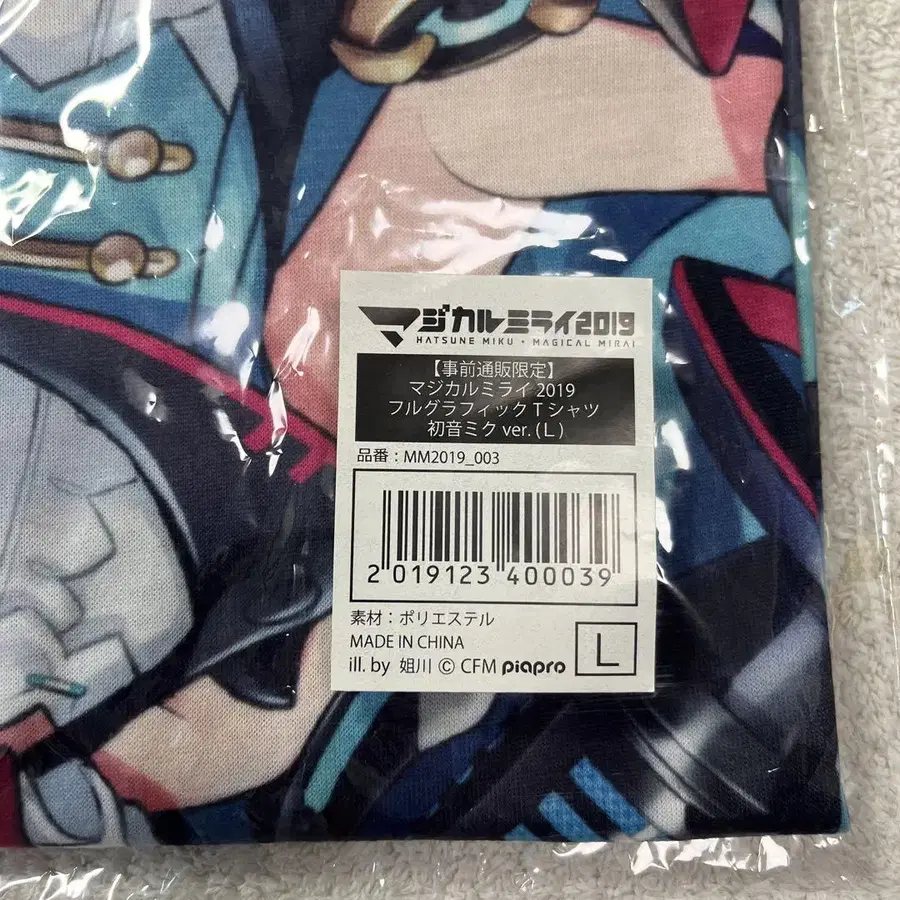 マジカルミライ2019
HATSUNE MIKU・MAGICAL MIRAI
【事前通販限定】
マジカルミライ 2019
フルグラフィック T シャツ
初音ミク ver. (L)
品番：MM2019_003
2 019123 400039
素材：ポリエステル
MADE IN CHINA
L
ill. by 姐川 © CFM piapro